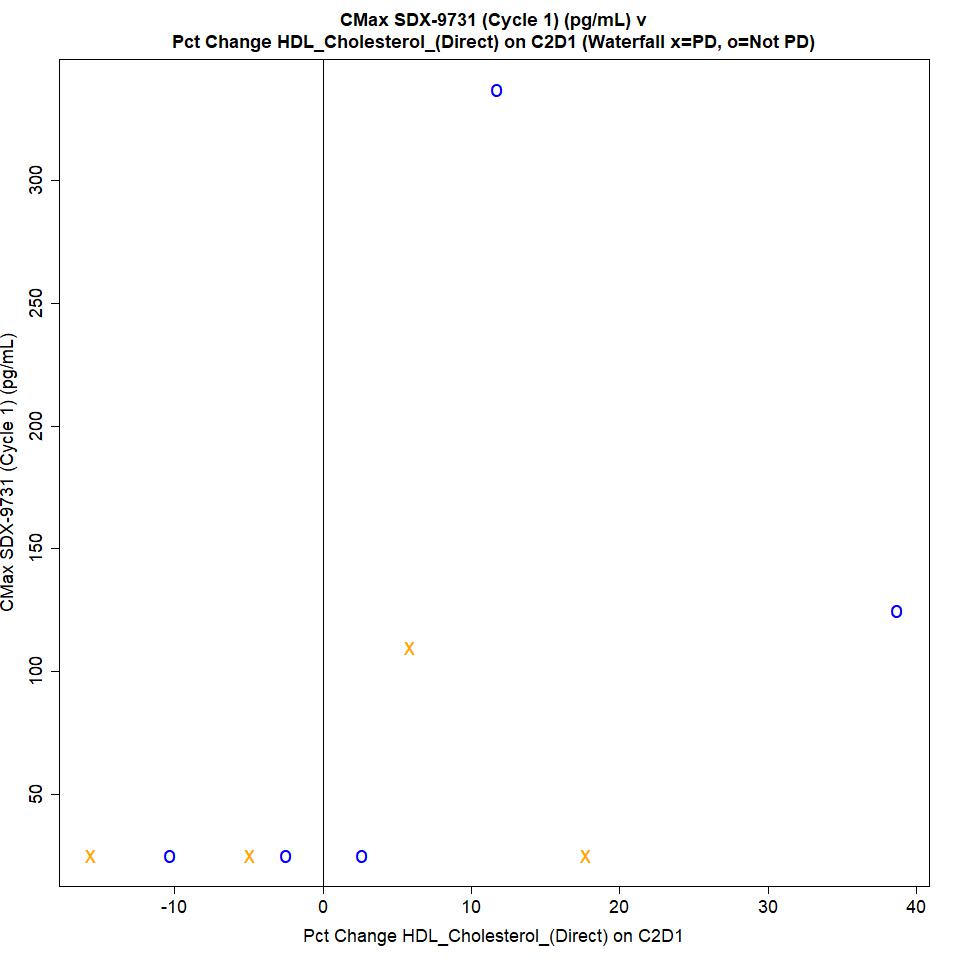 CMax SDX-9731 (Cycle 1) (pg/mL) v
Pct Change HDL_Cholesterol_(Direct) on C2D1 (Waterfall x=PD, o=Not PD)
CMax SDX-9731 (Cycle 1) (pg/mL)
300
250
200
150
100
50
O
O
X
X
O
X
O
O
X
-10
0
10
20
30
40
Pct Change HDL_Cholesterol_(Direct) on C2D1